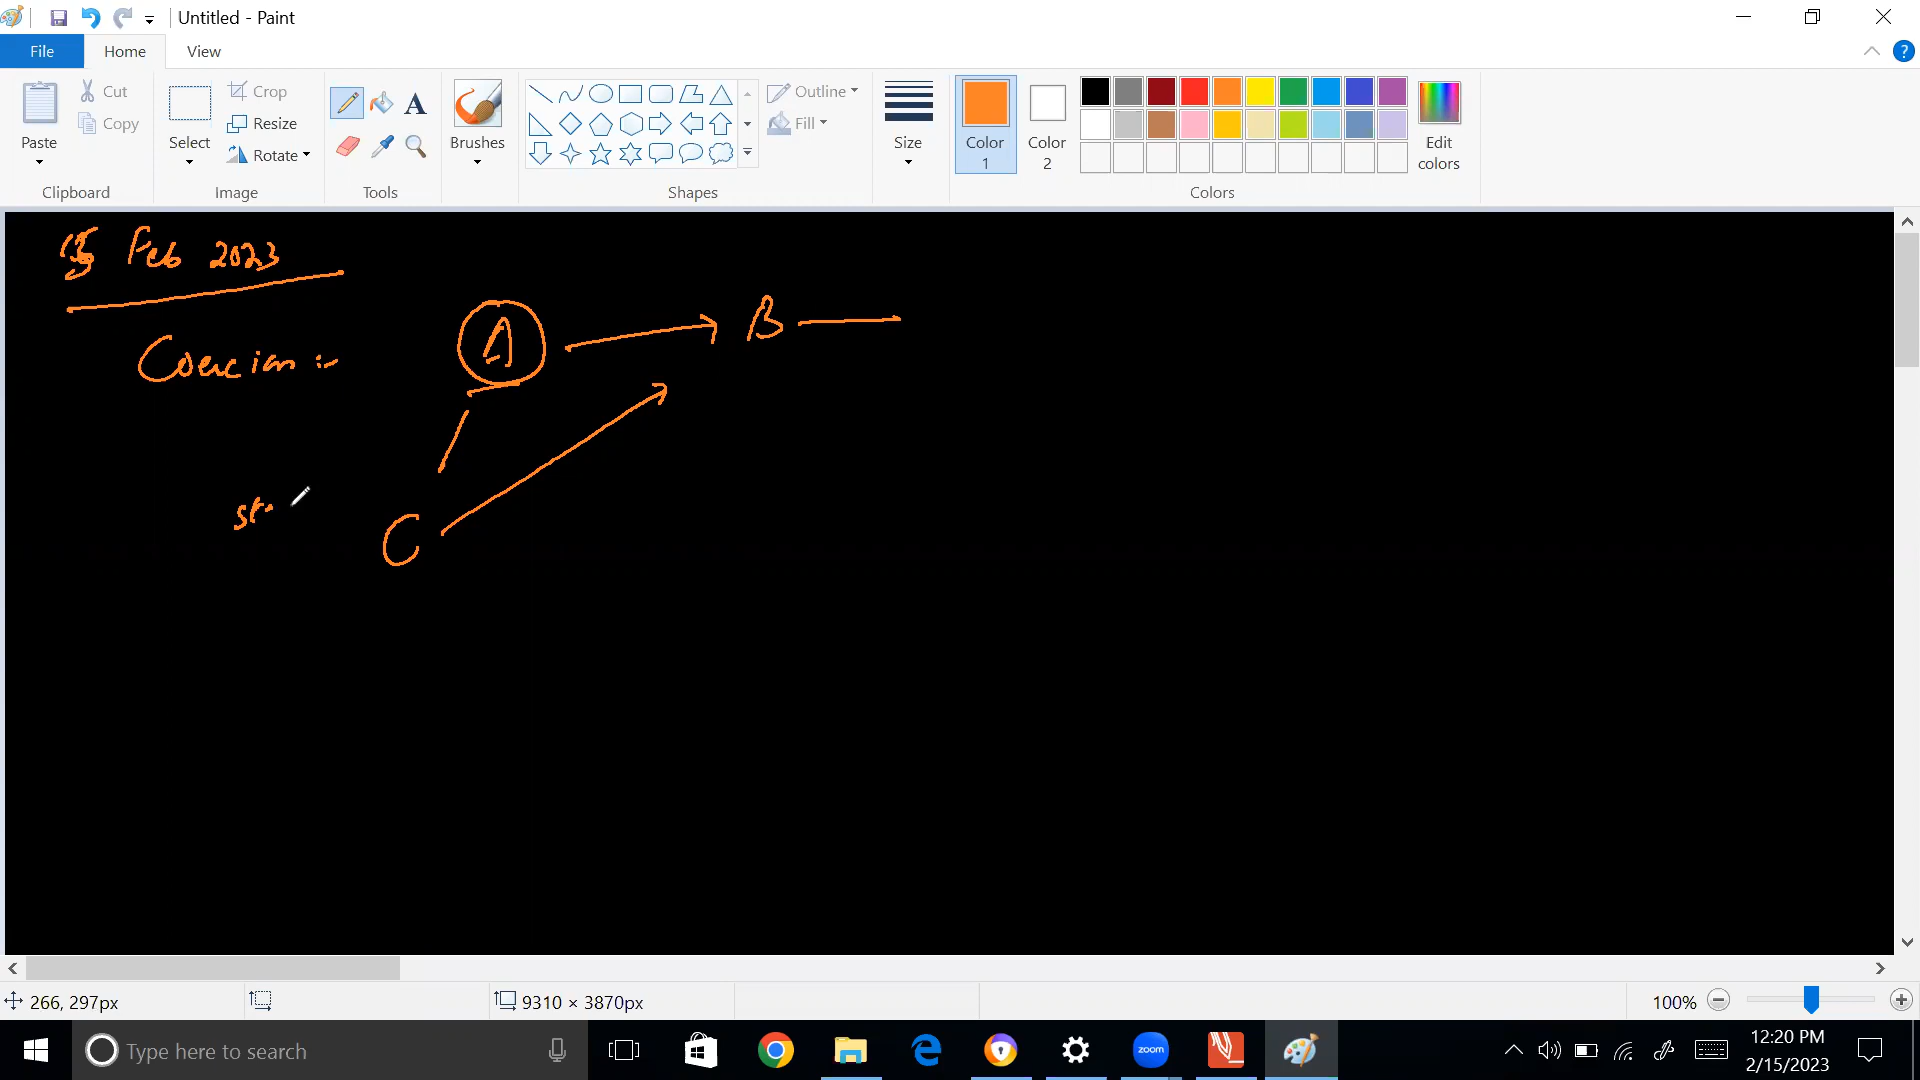 Untitled - Paint
File Home View
Paste
Cut
Copy
Clipboard
Select
Crop
Resize
Rotate
Image
Tools
Brushes
Shapes
Outline
Fill
Size
Color 1
Color 2
Edit colors
Colors
15 Feb 2023
Coercian :-
A
B
C
st
266, 297px
9310 × 3870px
100%
Type here to search
zoom
12:20 PM
2/15/2023